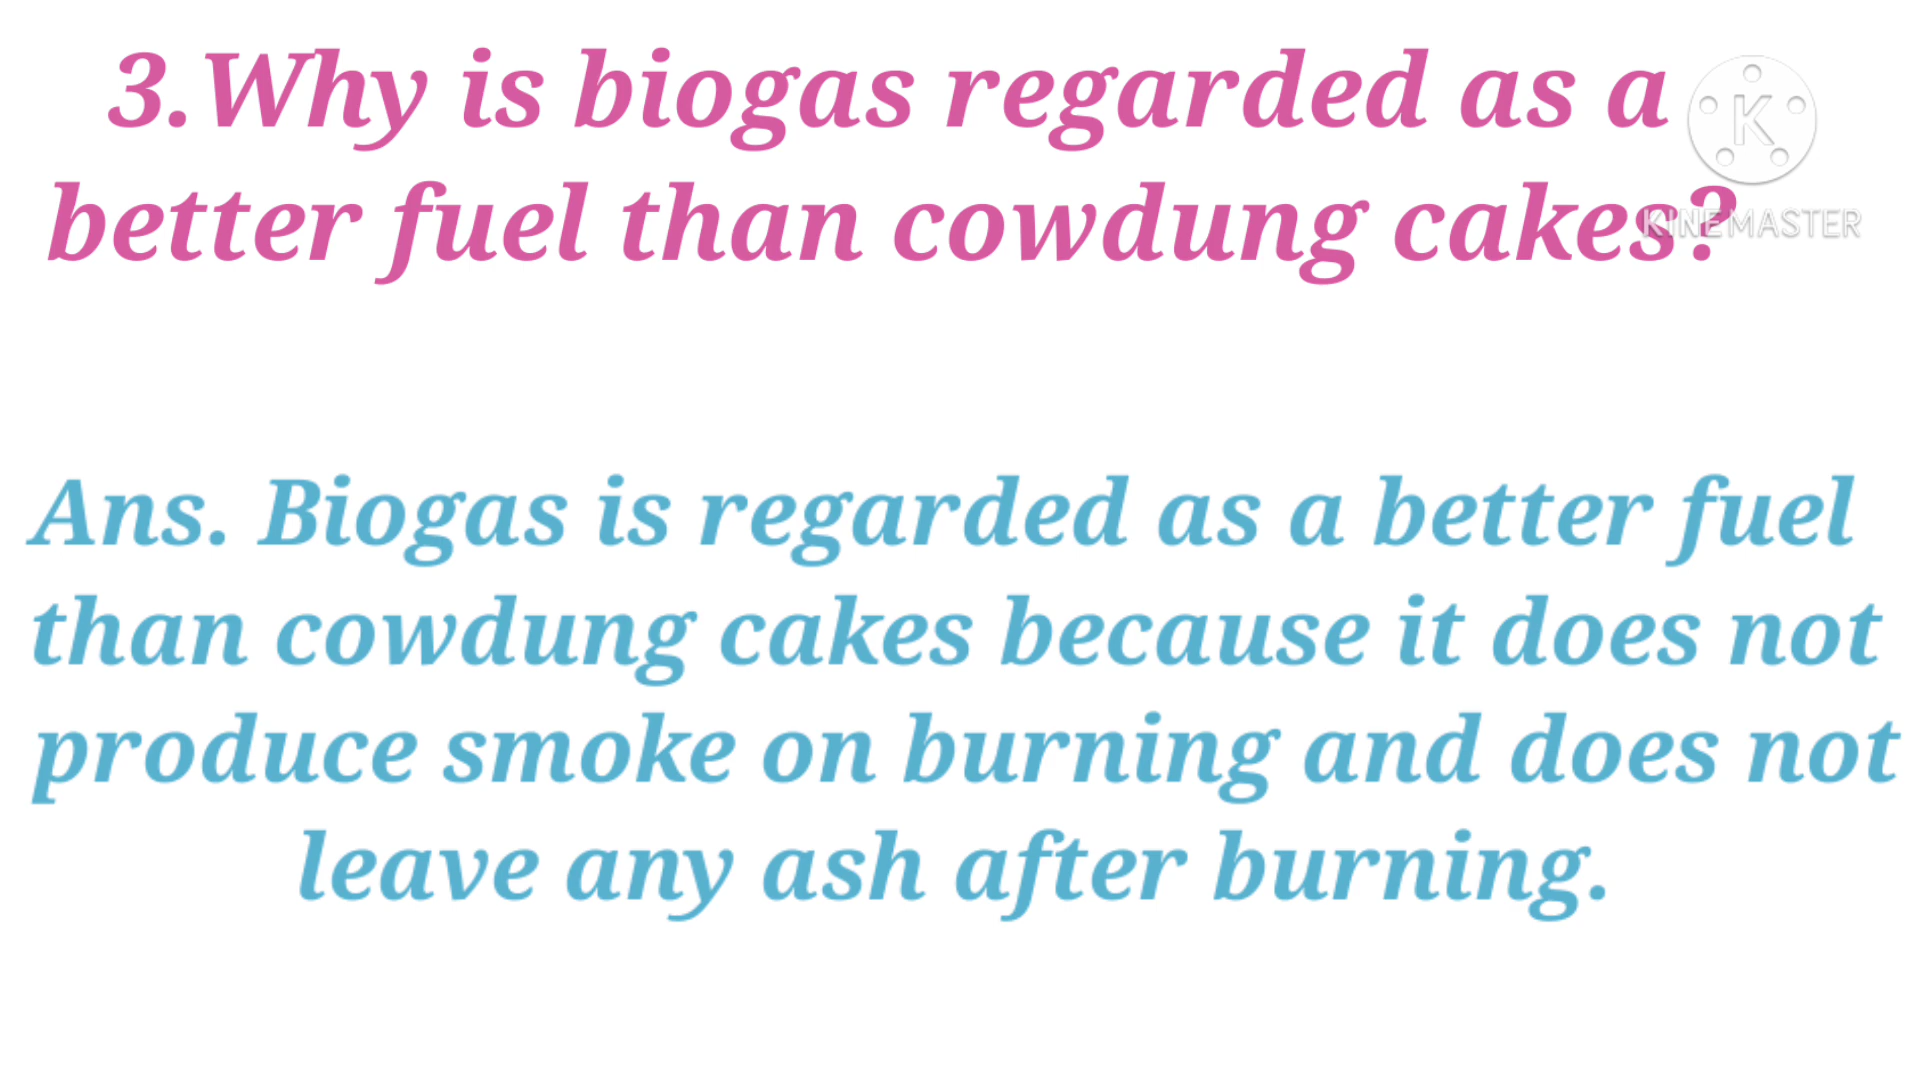 3.Why is biogas regarded as a
better fuel than cowdung cakes?
K
KINEMASTER
Ans. Biogas is regarded as a better fuel
than cowdung cakes because it does not
produce smoke on burning and does not
leave any ash after burning.